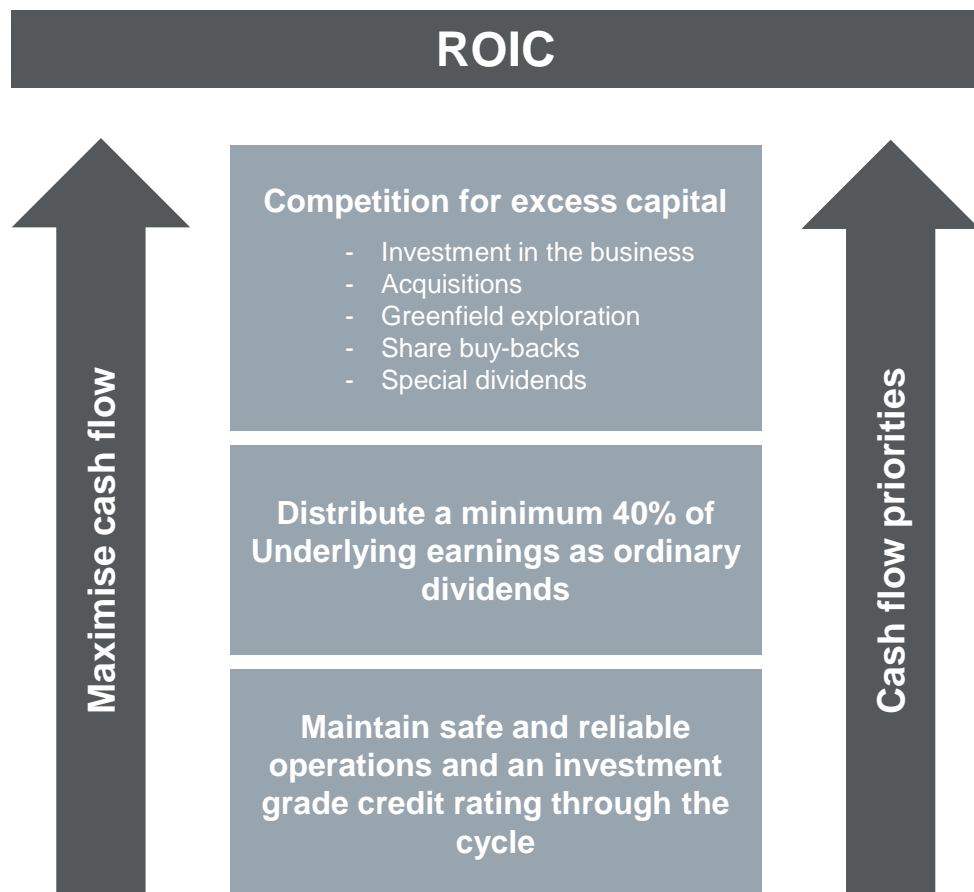 ROIC
Maximise cash flow
Competition for excess capital
- Investment in the business
- Acquisitions
- Greenfield exploration
- Share buy-backs
- Special dividends
Distribute a minimum 40% of
Underlying earnings as ordinary
dividends
Maintain safe and reliable
operations and an investment
grade credit rating through the
cycle
Cash flow priorities